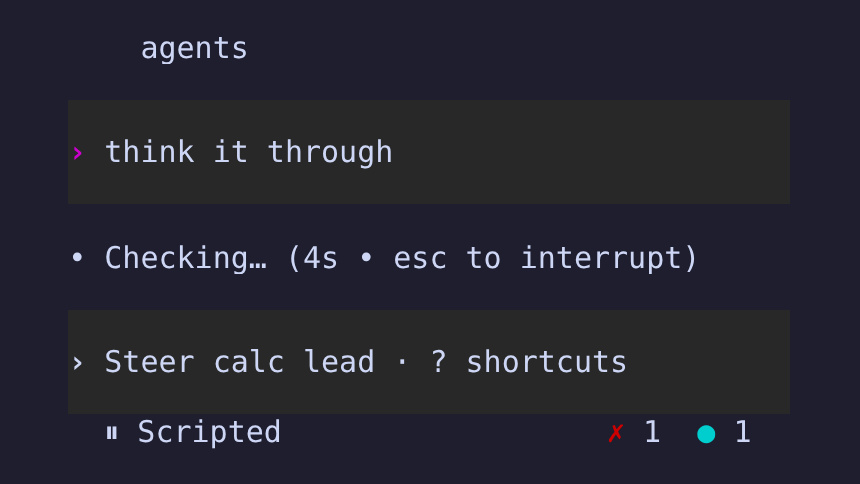 agents
› think it through
• Checking… (4s • esc to interrupt)
› Steer calc lead · ? shortcuts
⏸ Scripted ✗ 1 ● 1